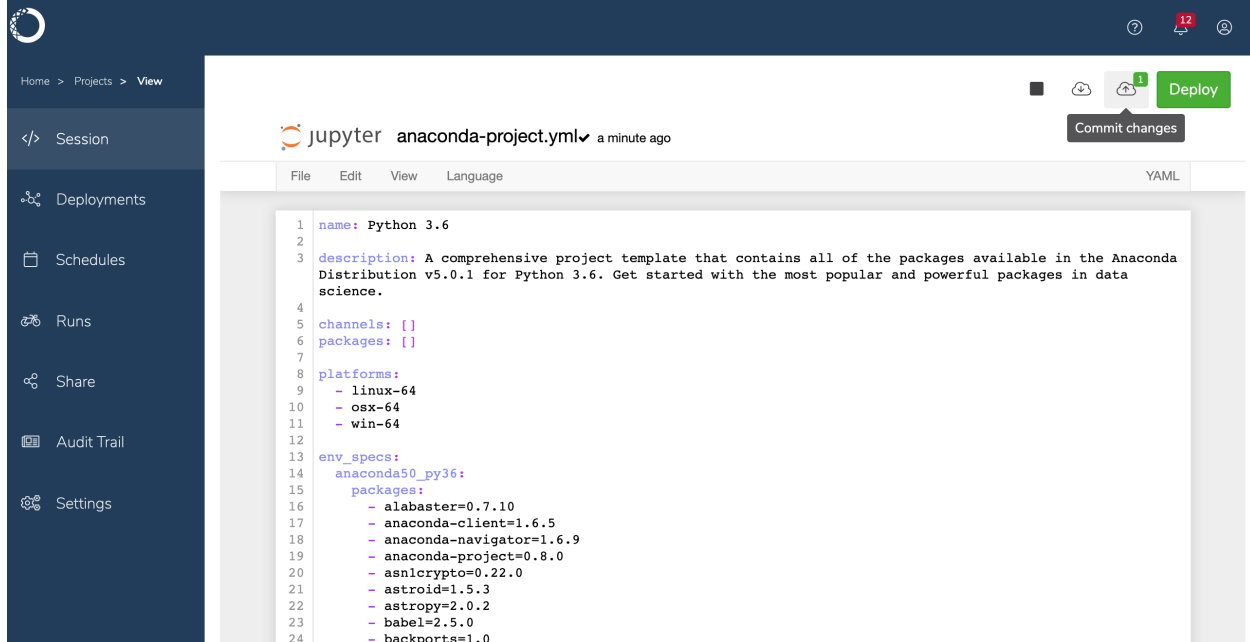 12
Home > Projects > View
1
Deploy
Commit changes
</> Session
Deployments
Schedules
Runs
Share
Audit Trail
Settings
jupyter anaconda-project.yml✔ a minute ago
File Edit View Language YAML
1 name: Python 3.6
2
3 description: A comprehensive project template that contains all of the packages available in the Anaconda
Distribution v5.0.1 for Python 3.6. Get started with the most popular and powerful packages in data
science.
4
5 channels: []
6 packages: []
7
8 platforms:
9 - linux-64
10 - osx-64
11 - win-64
12
13 env_specs:
14 anaconda50_py36:
15 packages:
16 - alabaster=0.7.10
17 - anaconda-client=1.6.5
18 - anaconda-navigator=1.6.9
19 - anaconda-project=0.8.0
20 - asn1crypto=0.22.0
21 - astroid=1.5.3
22 - astropy=2.0.2
23 - babel=2.5.0
24 - backports=1.0